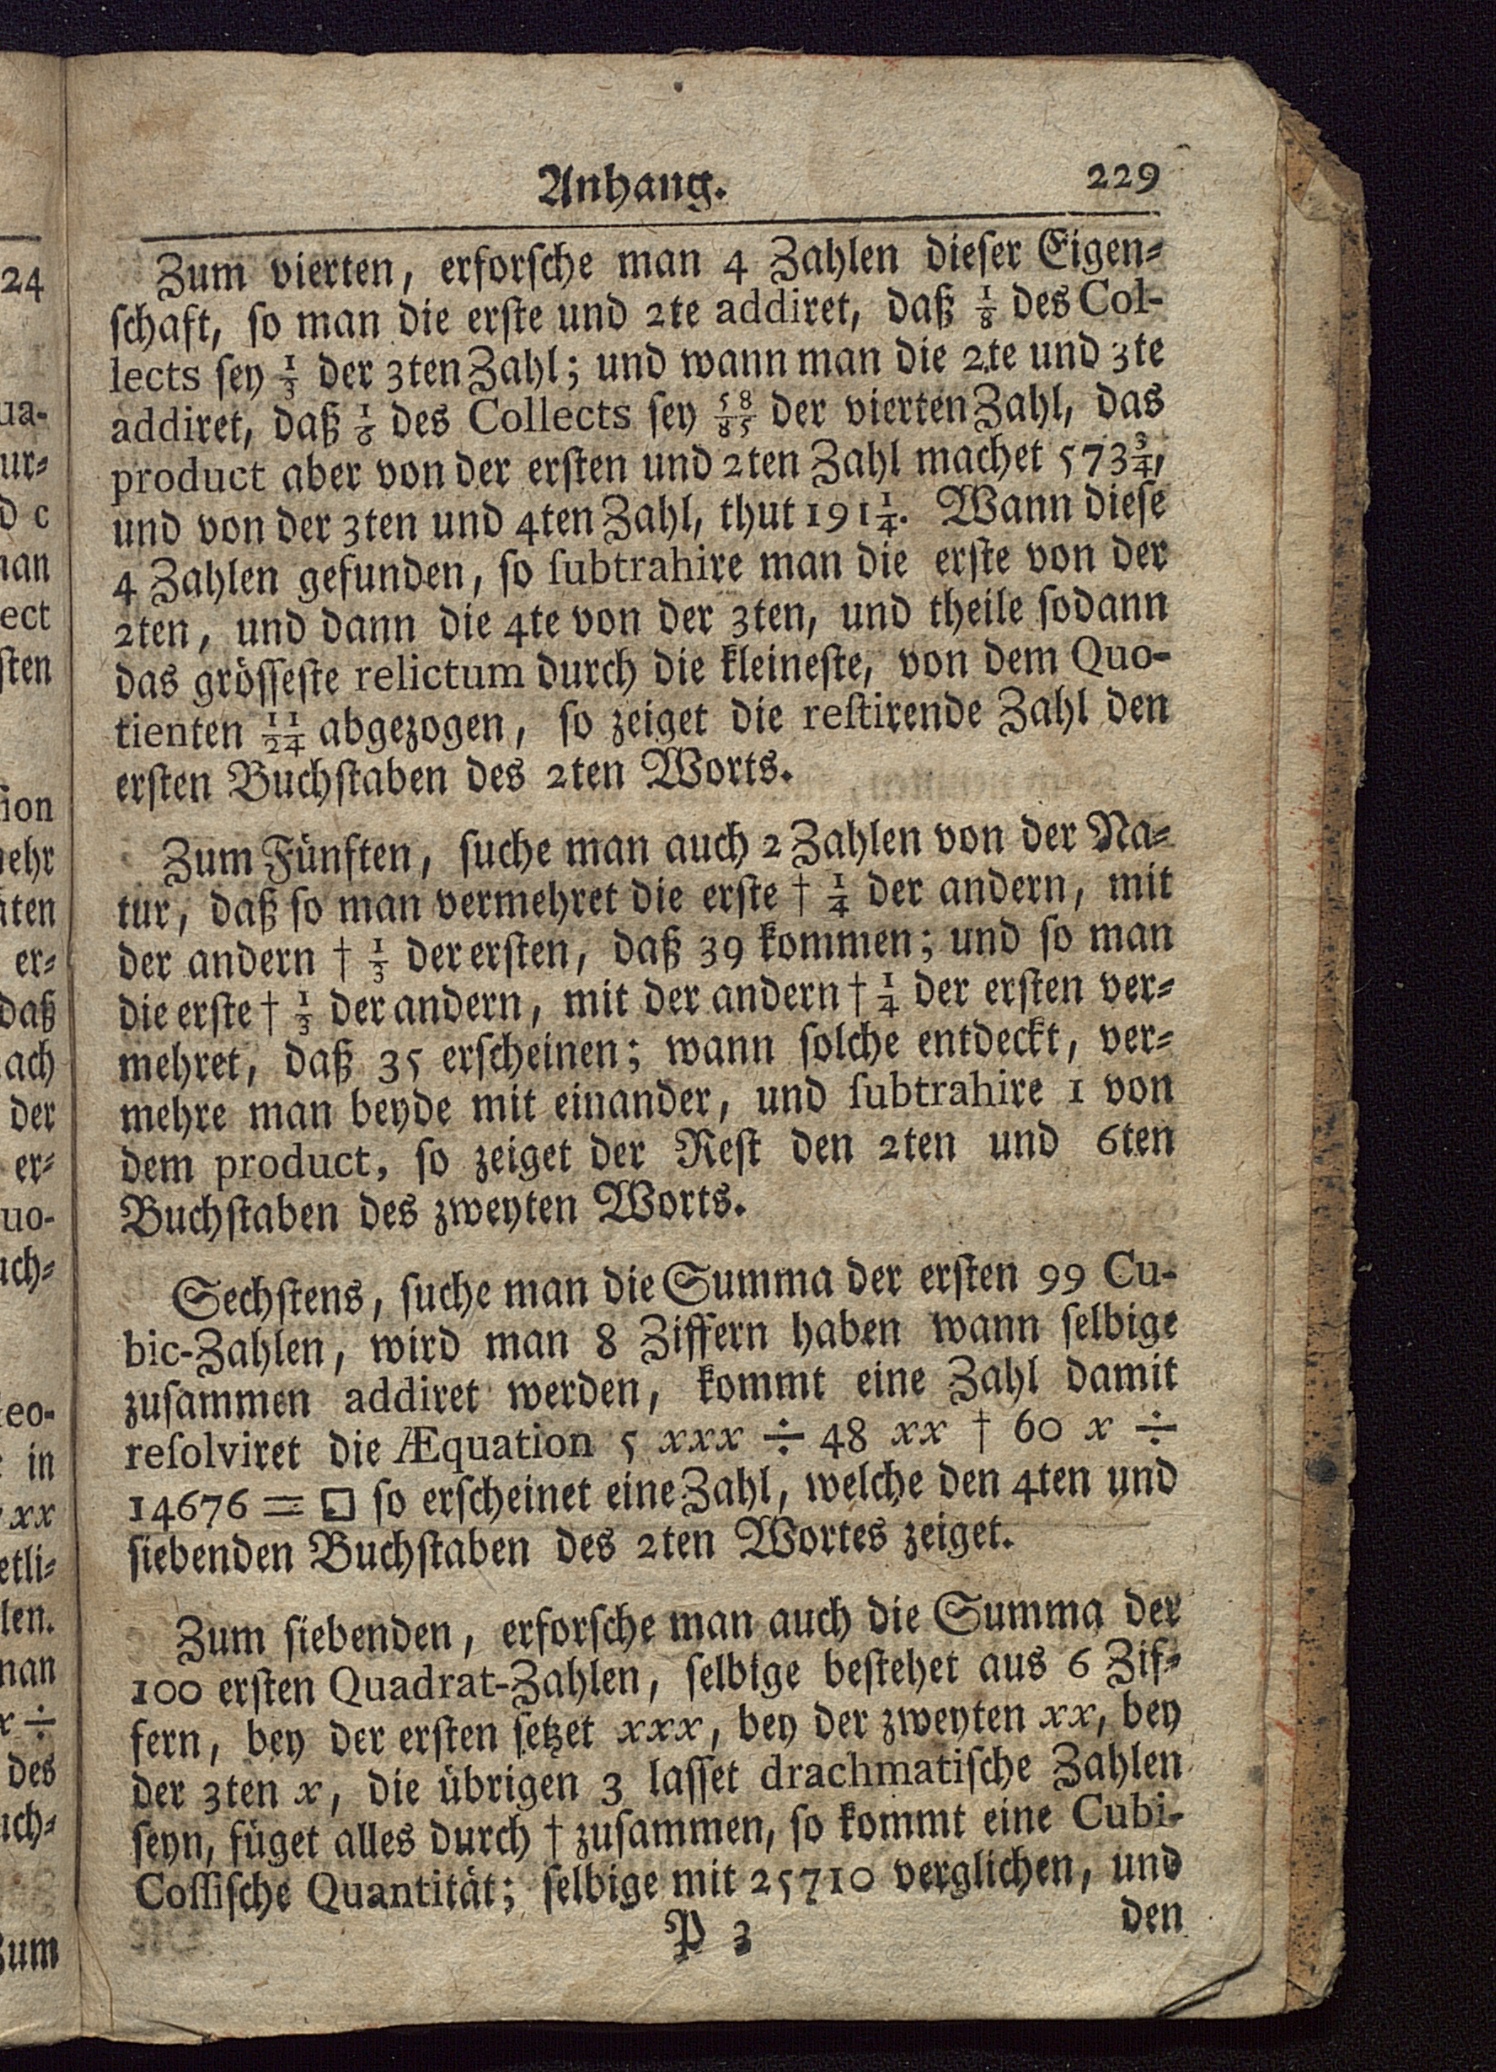 Anhang. 229
Zum vierten, erforsche man 4 Zahlen dieser Eigen-
schaft, so man die erste und 2te addiret, daß 1/8 des Col-
lects sey 1/3 der 3ten Zahl; und wann man die 2te und 3te
addiret, daß 1/6 des Collects sey 58/85 der vierten Zahl, das
product aber von der ersten und 2ten Zahl machet 573 3/4,
und von der 3ten und 4ten Zahl, thut 191 1/4. Wann diese
4 Zahlen gefunden, so subtrahire man die erste von der
2ten, und dann die 4te von der 3ten, und theile sodann
das grösseste relictum durch die kleineste, von dem Quo-
tienten 11/24 abgezogen, so zeiget die restirende Zahl den
ersten Buchstaben des 2ten Worts.
Zum Fünften, suche man auch 2 Zahlen von der Na-
tur, daß so man vermehret die erste † 1/4 der andern, mit
der andern † 1/3 der ersten, daß 39 kommen; und so man
die erste † 1/3 der andern, mit der andern † 1/4 der ersten ver-
mehret, daß 35 erscheinen; wann solche entdeckt, ver-
mehre man beyde mit einander, und subtrahire 1 von
dem product, so zeiget der Rest den 2ten und 6ten
Buchstaben des zweyten Worts.
Sechstens, suche man die Summa der ersten 99 Cu-
bic-Zahlen, wird man 8 Ziffern haben wann selbige
zusammen addiret werden, kommt eine Zahl damit
resolviret die Æquation 5 xxx ÷ 48 xx † 60 x ÷
14676 = □ so erscheinet eine Zahl, welche den 4ten und
siebenden Buchstaben des 2ten Wortes zeiget.
Zum siebenden, erforsche man auch die Summa der
100 ersten Quadrat-Zahlen, selbige bestehet aus 6 Zif-
fern, bey der ersten setzet xxx, bey der zweyten xx, bey
der 3ten x, die übrigen 3 lasset drachmatische Zahlen
seyn, füget alles durch † zusammen, so kommt eine Cubi-
Cossische Quantität; selbige mit 25710 verglichen, und
P 3 den